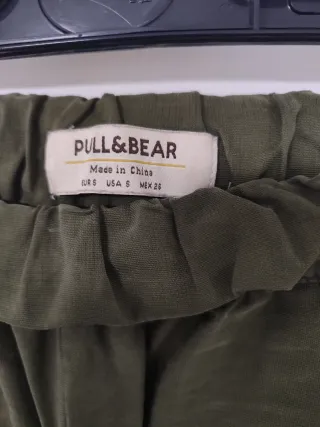 PULL&BEAR
Made in China
EUR S USA S MEX 26